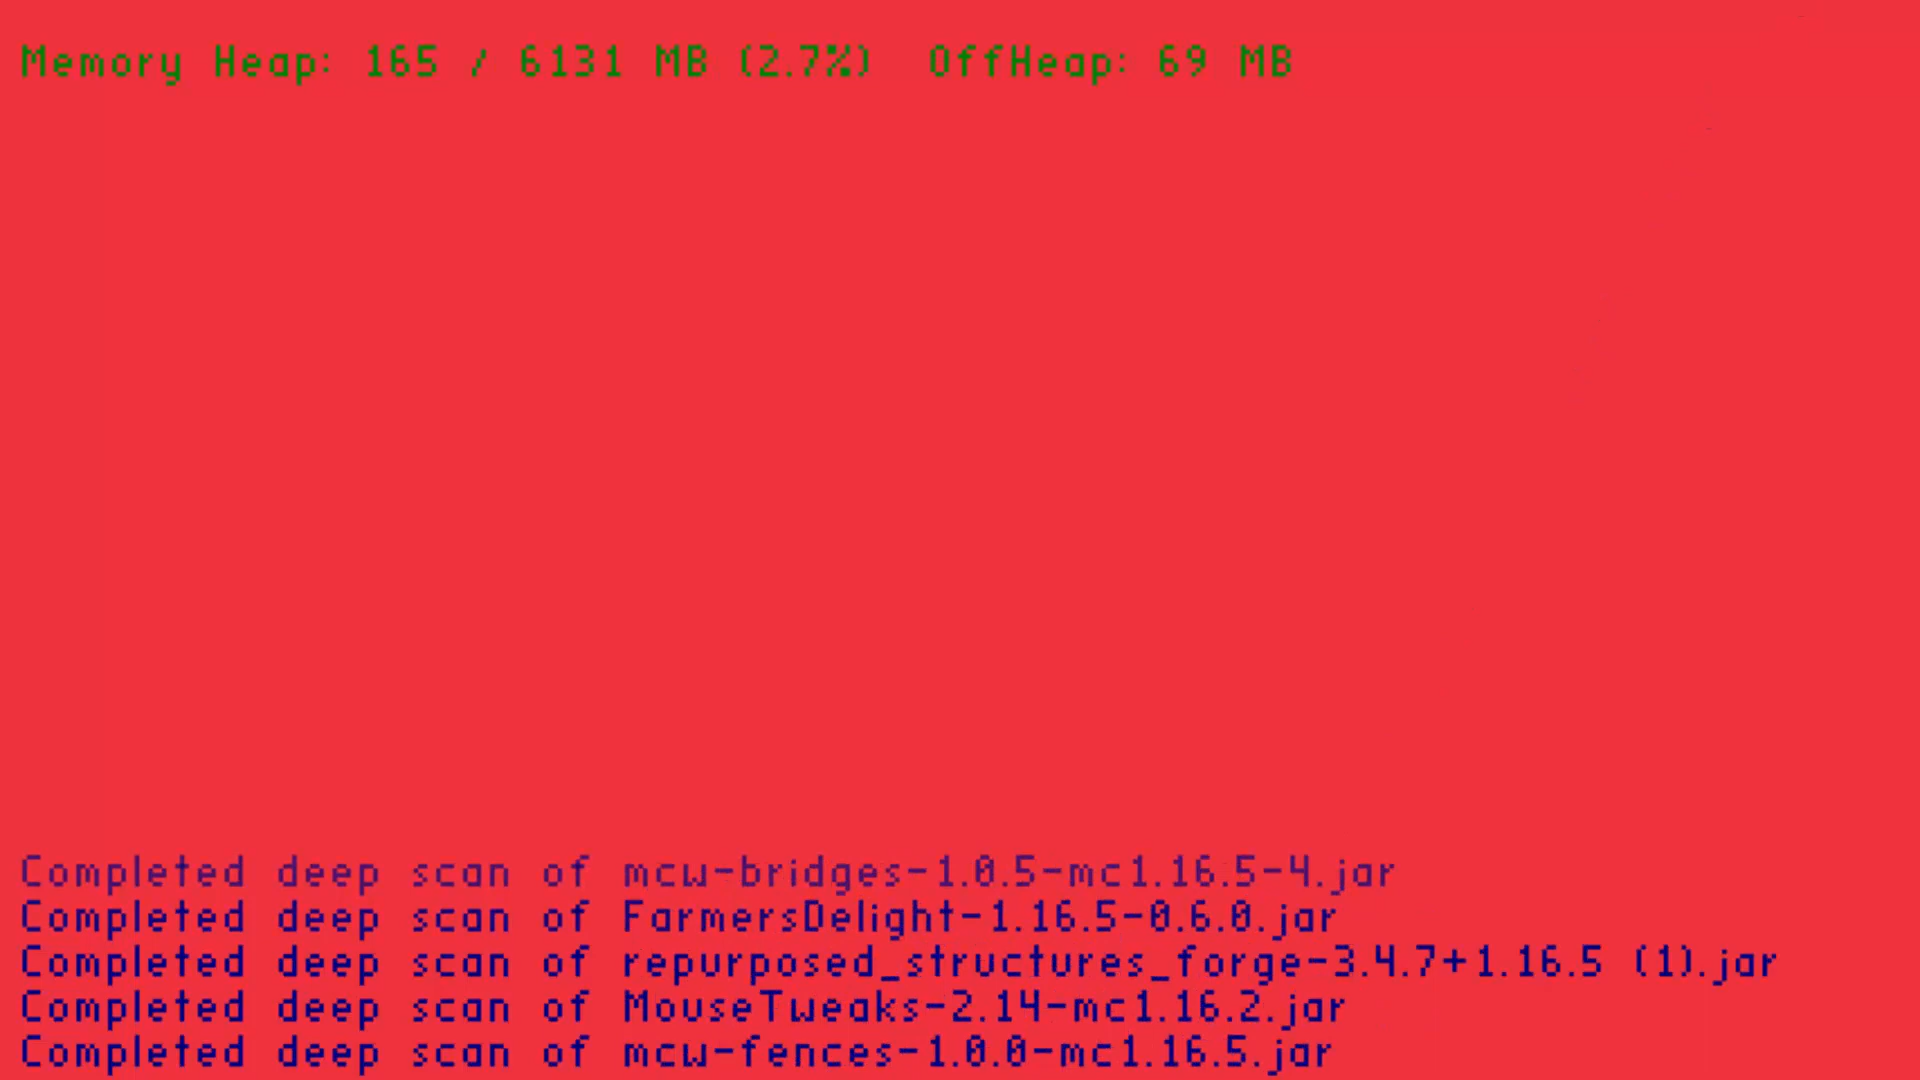 Memory Heap: 165 / 6131 MB (2.7%)  OffHeap: 69 MB
Completed deep scan of mcw-bridges-1.0.5-mc1.16.5-4.jar
Completed deep scan of FarmersDelight-1.16.5-0.6.0.jar
Completed deep scan of repurposed_structures_forge-3.4.7+1.16.5 (1).jar
Completed deep scan of MouseTweaks-2.14-mc1.16.2.jar
Completed deep scan of mcw-fences-1.0.0-mc1.16.5.jar